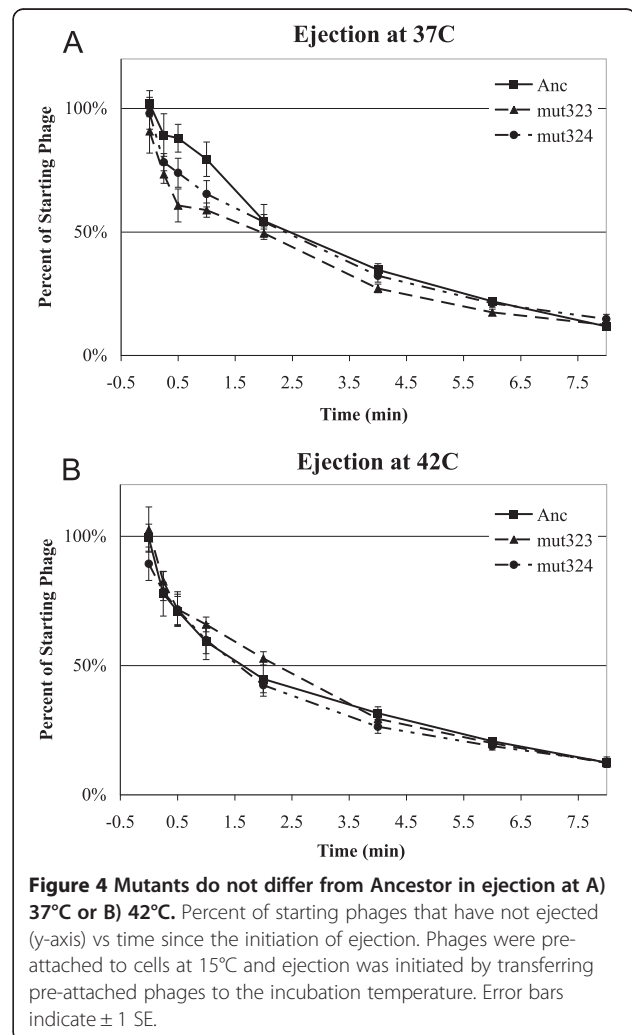 A
Ejection at 37C
Anc
mut323
mut324
100%
50%
0%
Percent of Starting Phage
-0.5 0.5 1.5 2.5 3.5 4.5 5.5 6.5 7.5
Time (min)
B
Ejection at 42C
Anc
mut323
mut324
100%
50%
0%
Percent of Starting Phage
-0.5 0.5 1.5 2.5 3.5 4.5 5.5 6.5 7.5
Time (min)
Figure 4 Mutants do not differ from Ancestor in ejection at A)
37°C or B) 42°C. Percent of starting phages that have not ejected
(y-axis) vs time since the initiation of ejection. Phages were pre-
attached to cells at 15°C and ejection was initiated by transferring
pre-attached phages to the incubation temperature. Error bars
indicate ± 1 SE.